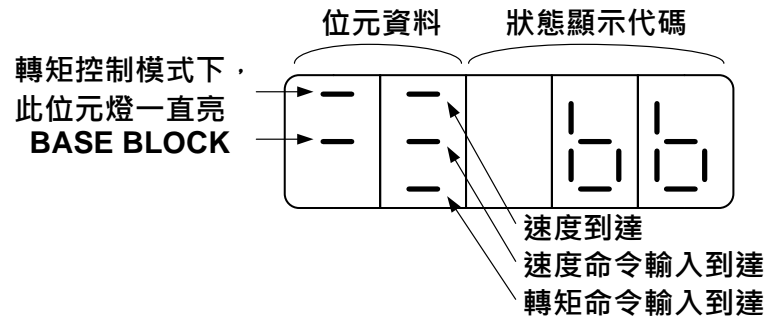 位元資料
狀態顯示代碼
轉矩控制模式下，
此位元燈一直亮
BASE BLOCK
bb
速度到達
速度命令輸入到達
轉矩命令輸入到達